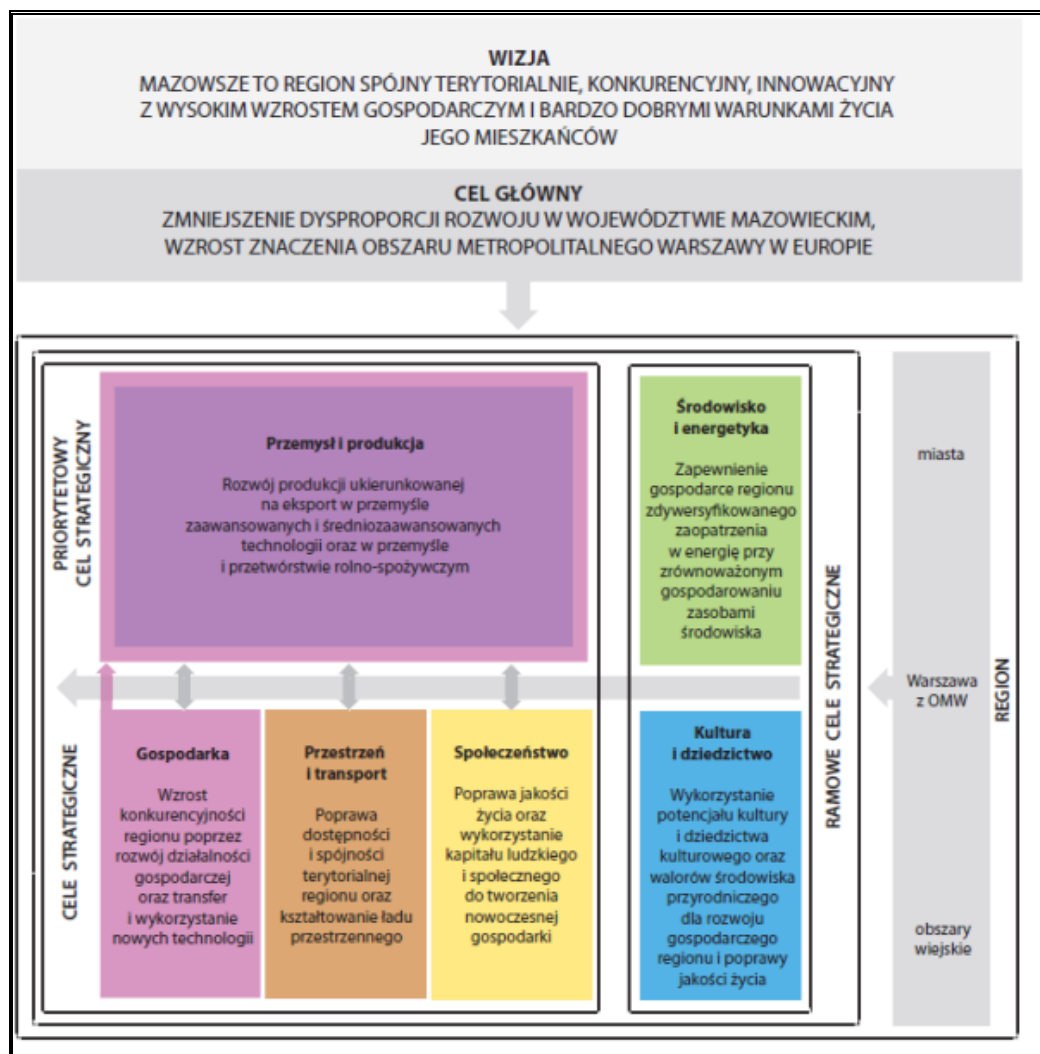 WIZJA
MAZOWSZE TO REGION SPÓJNY TERYTORIALNIE, KONKURENCYJNY, INNOWACYJNY
Z WYSOKIM WZROSTEM GOSPODARCZYM I BARDZO DOBRYMI WARUNKAMI ŻYCIA
JEGO MIESZKAŃCÓW
CEL GŁÓWNY
ZMNIEJSZENIE DYSPROPORCJI ROZWOJU W WOJEWÓDZTWIE MAZOWIECKIM,
WZROST ZNACZENIA OBSZARU METROPOLITALNEGO WARSZAWY W EUROPIE
PRIORYTETOWY
CEL STRATEGICZNY
Przemysł i produkcja
Rozwój produkcji ukierunkowanej
na eksport w przemyśle
zaawansowanych i średniozaawansowanych
technologii oraz w przemyśle
i przetwórstwie rolno-spożywczym
Środowisko
i energetyka
Zapewnienie
gospodarce regionu
zdywersyfikowanego
zaopatrzenia
w energię przy
zrównoważonym
gospodarowaniu
zasobami
środowiska
CELE STRATEGICZNE
Gospodarka
Wzrost
konkurencyjności
regionu poprzez
rozwój działalności
gospodarczej
oraz transfer
i wykorzystanie
nowych technologii
Przestrzeń
i transport
Poprawa
dostępności
i spójności
terytorialnej
regionu oraz
kształtowanie ładu
przestrzennego
Społeczeństwo
Poprawa jakości
życia oraz
wykorzystanie
kapitału ludzkiego
i społecznego
do tworzenia
nowoczesnej
gospodarki
Kultura
i dziedzictwo
Wykorzystanie
potencjału kultury
i dziedzictwa
kulturowego oraz
walorów środowiska
przyrodniczego
dla rozwoju
gospodarczego
regionu i poprawy
jakości życia
RAMOWE CELE STRATEGICZNE
miasta
Warszawa
z OMW
obszary
wiejskie
REGION